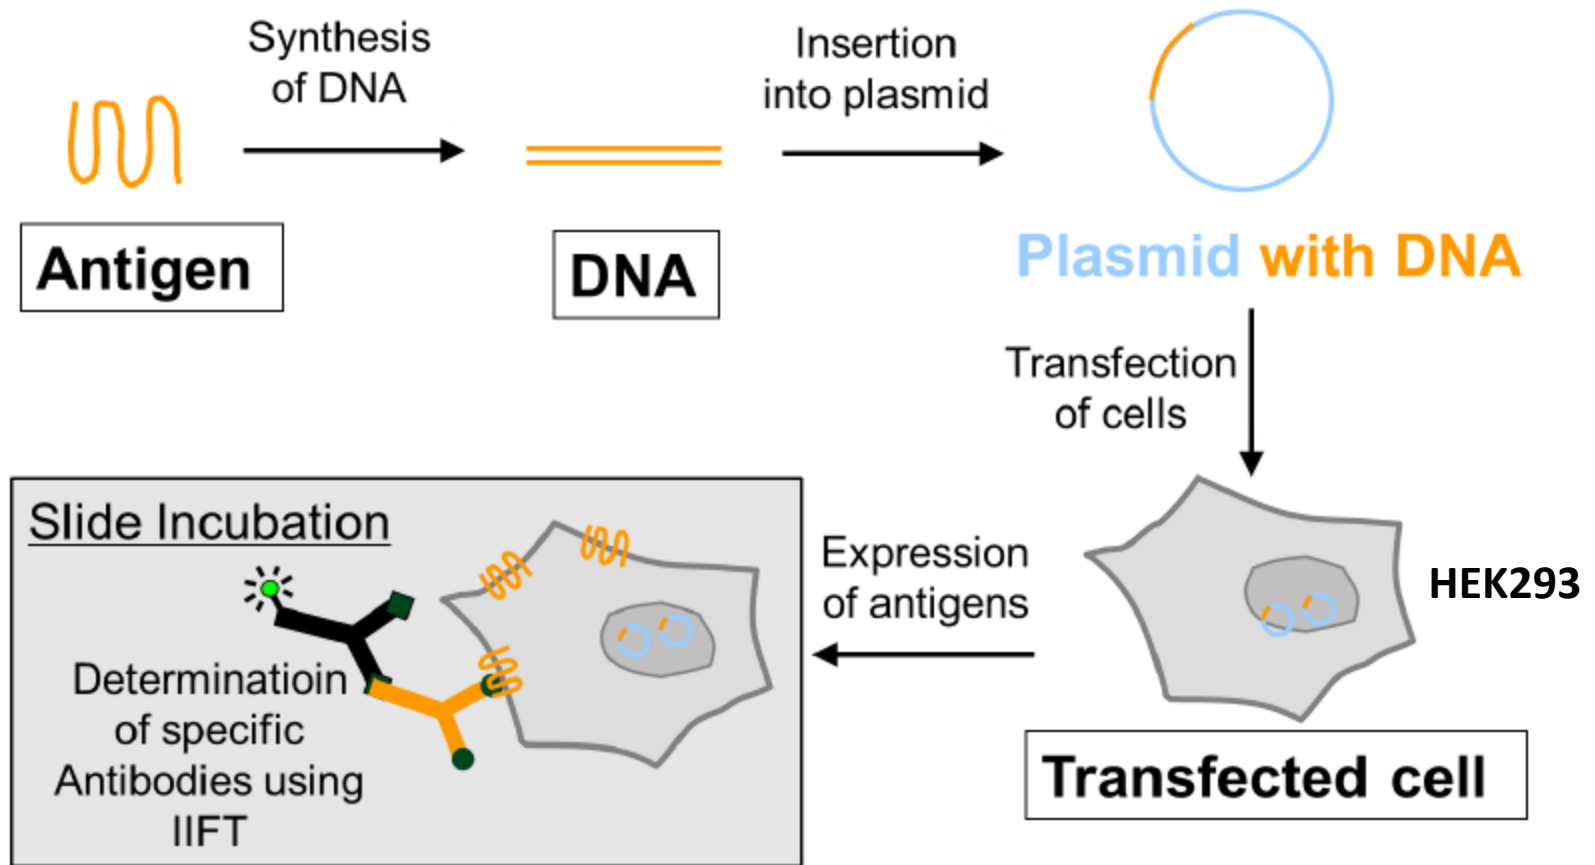 Synthesis
of DNA
Insertion
into plasmid
Antigen
DNA
Plasmid with DNA
Transfection
of cells
HEK293
Transfected cell
Expression
of antigens
Slide Incubation
Determinatioin
of specific
Antibodies using
IIFT